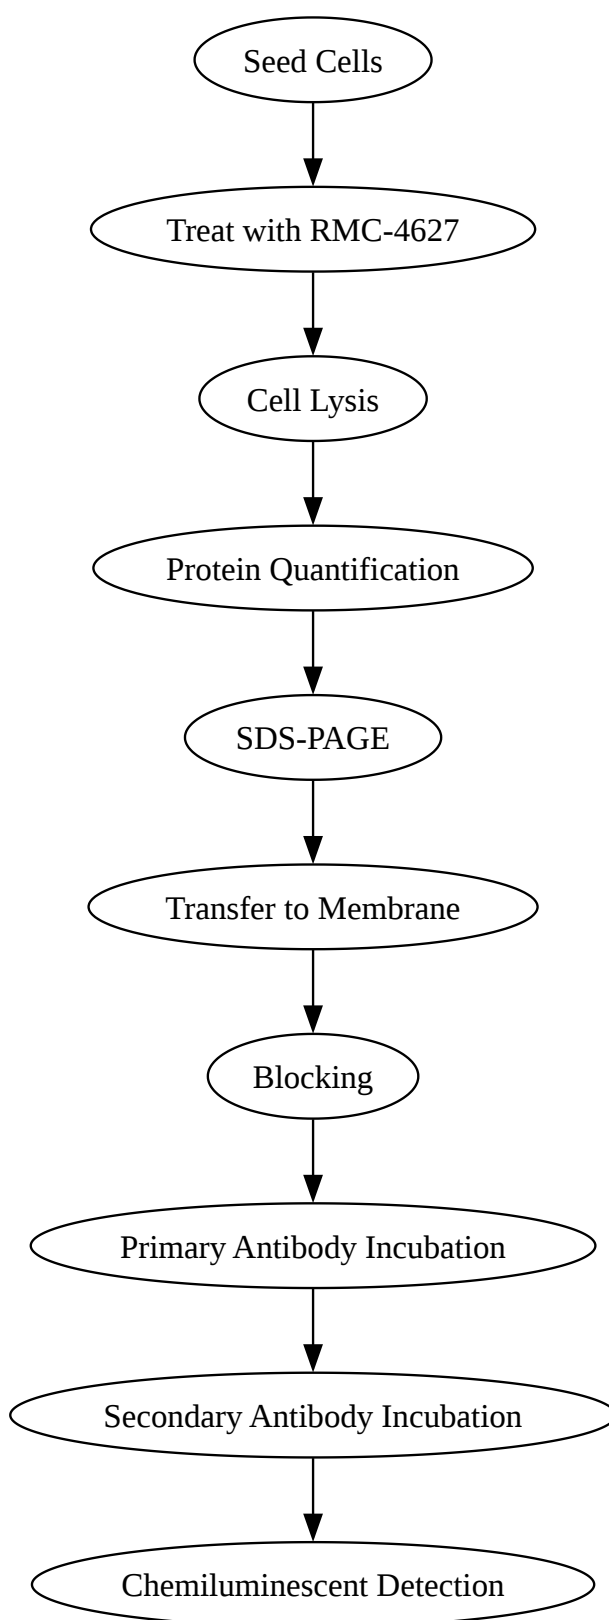 Seed Cells
Treat with RMC-4627
Cell Lysis
Protein Quantification
SDS-PAGE
Transfer to Membrane
Blocking
Primary Antibody Incubation
Secondary Antibody Incubation
Chemiluminescent Detection